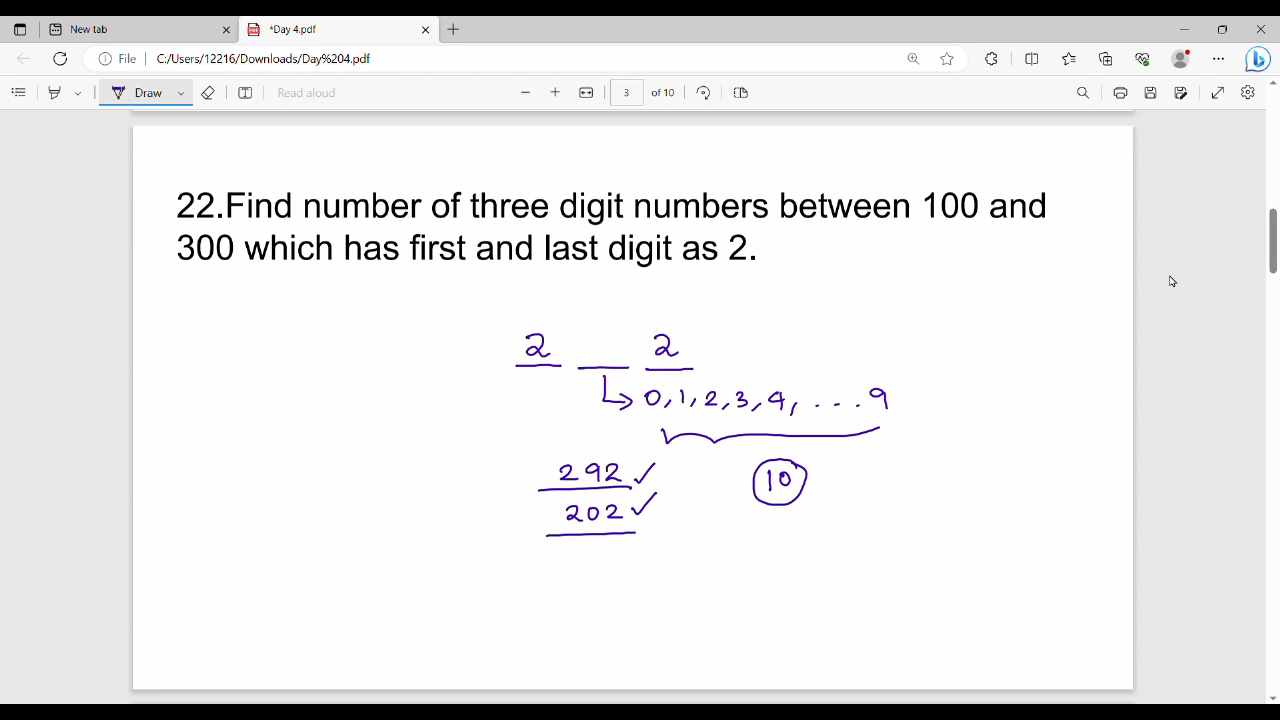 New tab
*Day 4.pdf
File
C:/Users/12216/Downloads/Day%204.pdf
Draw
Read aloud
3
of 10
22.Find number of three digit numbers between 100 and
300 which has first and last digit as 2.
2 __ 2
0, 1, 2, 3, 4, . . . 9
292 ✓
10
202 ✓